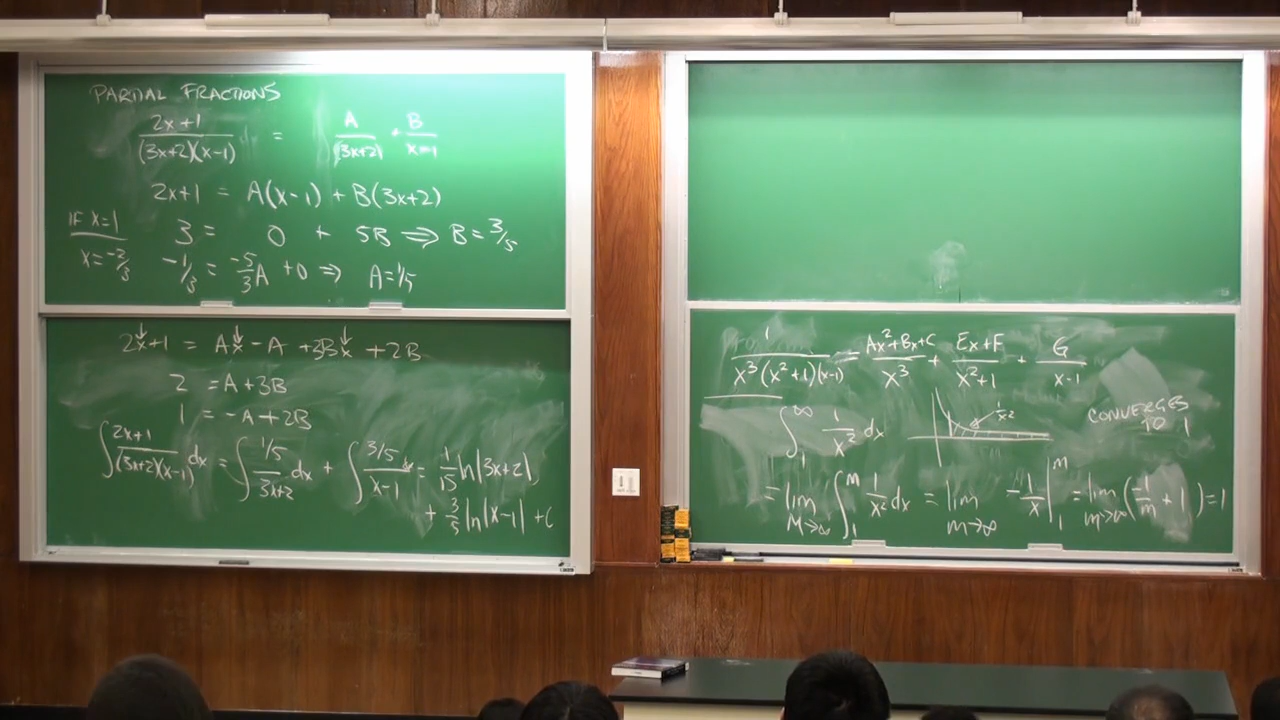 PARTIAL FRACTIONS
2x+1 / (3x+2)(x-1) dx = A / (3x+2) + B / x-1
2x+1 = A(x-1) + B(3x+2)
IF x=1 3 = 0 + 5B ⇒ B = 3/5
x=-2/3 -1/3 = -5/3 A + 0 ⇒ A = 1/5
2x+1 = Ax - A + 3Bx + 2B
2 = A+3B
1 = -A+2B
∫ 2x+1 / (3x+2)(x-1) dx = ∫ 1/5 / 3x+2 dx + ∫ 3/5 / x-1 dx = 1/15 ln|3x+2|
+ 3/5 ln|x-1| + C
1 / x³(x²+1)(x-1) = Ax²+Bx+C / x³ + Ex+F / x²+1 + G / x-1
∫₁^∞ 1/x² dx
1/x²
CONVERGES
TO 1
= lim M→∞ ∫₁^M 1/x² dx = lim m→∞ -1/x |₁^M = lim m→∞ (-1/m + 1) = 1